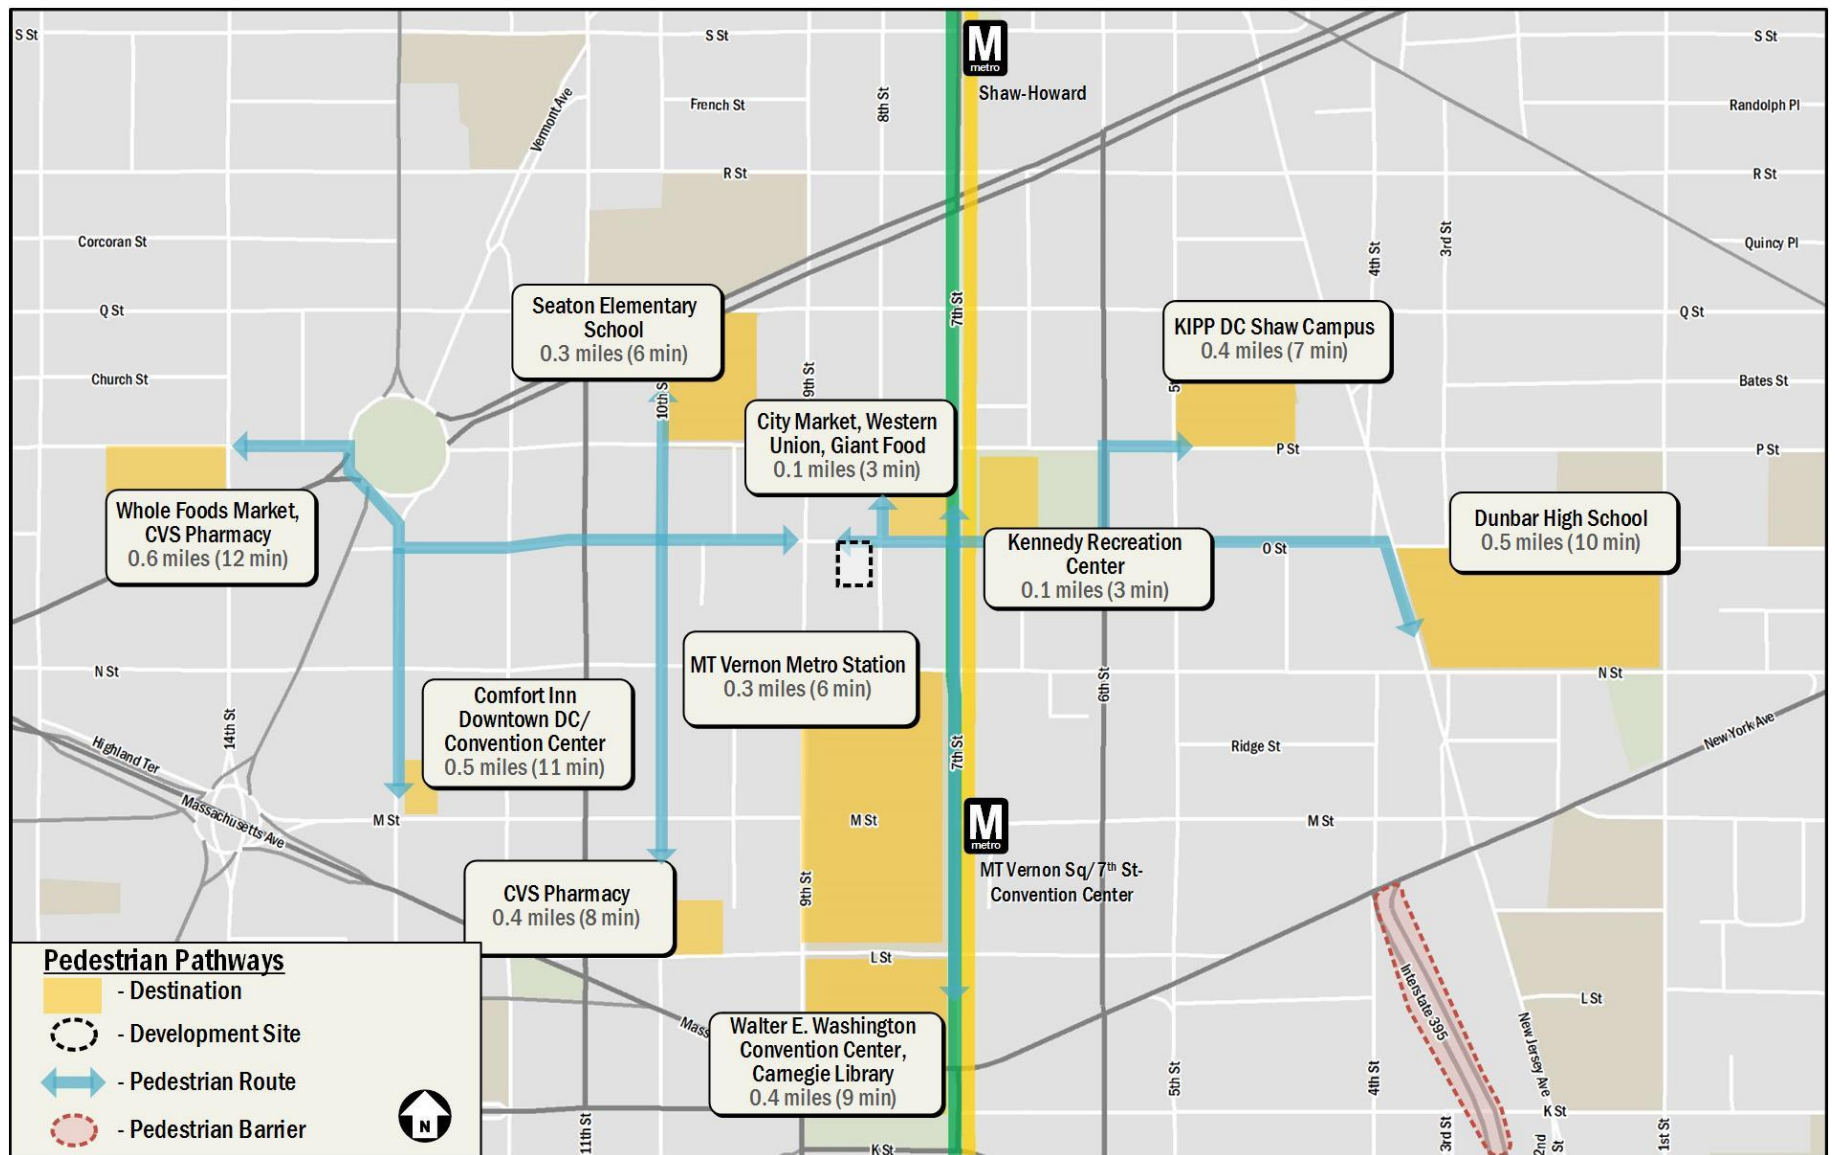 S St
S St
S St
M
metro
Shaw-Howard
French St
8th St
Vermont Ave
Randolph Pl
R St
R St
Corcoran St
4th St
3rd St
Quincy Pl
Q St
7th St
Q St
Seaton Elementary
School
0.3 miles (6 min)
KIPP DC Shaw Campus
0.4 miles (7 min)
Church St
9th St
10th S
Bates St
City Market, Western
Union, Giant Food
0.1 miles (3 min)
P St
P St
Whole Foods Market,
CVS Pharmacy
0.6 miles (12 min)
Kennedy Recreation
Center
0.1 miles (3 min)
O St
Dunbar High School
0.5 miles (10 min)
N St
MT Vernon Metro Station
0.3 miles (6 min)
6th St
N St
Comfort Inn
Downtown DC/
Convention Center
0.5 miles (11 min)
14th St
Highland Ter
Massachusetts Ave
7th St
Ridge St
New York Ave
M St
M St
M St
M
metro
MT Vernon Sq/7th St-
Convention Center
CVS Pharmacy
0.4 miles (8 min)
9th St
L St
L St
Interstate 395
New Jersey Ave
Mass
Walter E. Washington
Convention Center,
Carnegie Library
0.4 miles (9 min)
5th St
4th St
3rd St
2nd
St
1st St
K St
K St
11th St
Pedestrian Pathways
- Destination
- Development Site
- Pedestrian Route
- Pedestrian Barrier
N